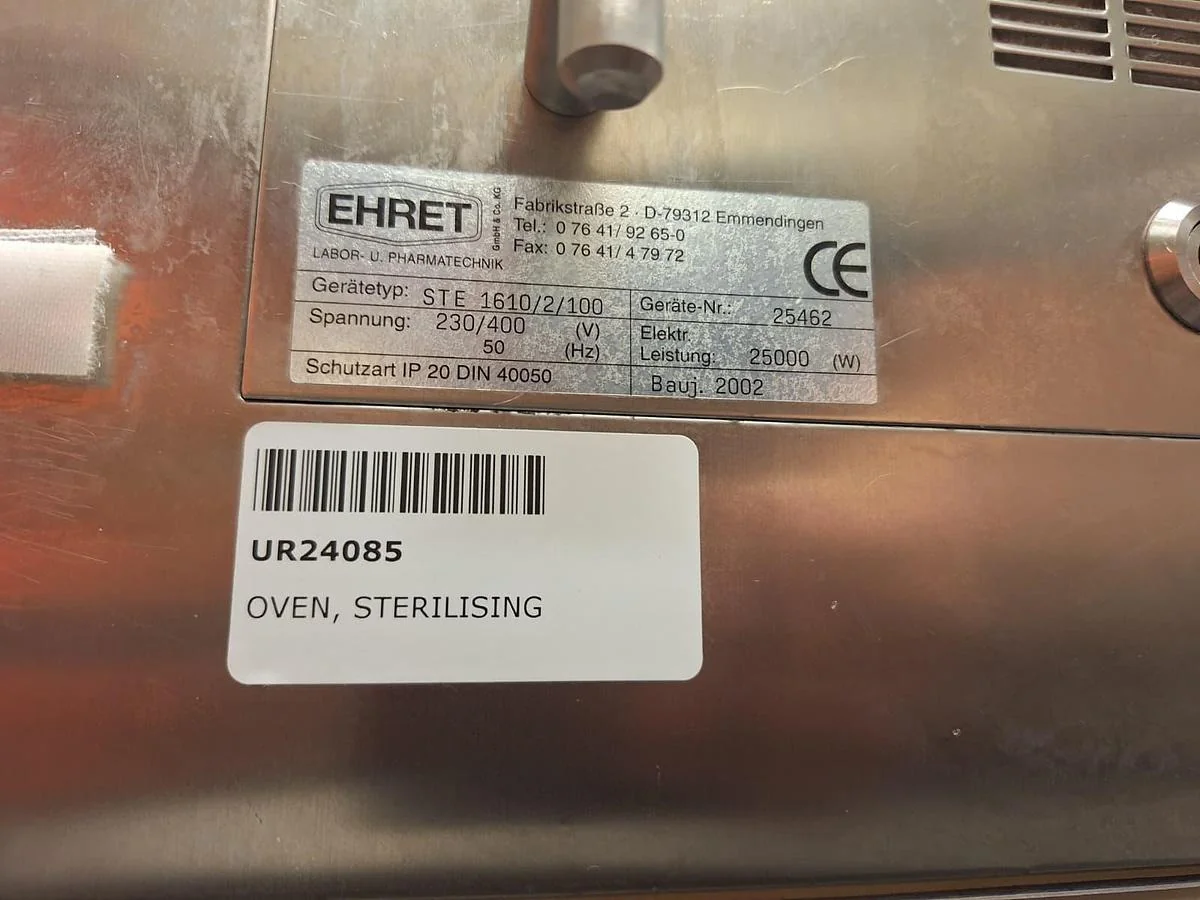 EHRET
GmbH & Co. KG
LABOR- U. PHARMATECHNIK
Fabrikstraße 2 · D-79312 Emmendingen
Tel.: 0 76 41/ 92 65-0
Fax: 0 76 41/ 4 79 72
CE
Gerätetyp: STE 1610/2/100
Geräte-Nr.: 25462
Spannung: 230/400 (V)
50 (Hz)
Elektr.
Leistung: 25000 (W)
Schutzart IP 20 DIN 40050
Bauj. 2002
UR24085
OVEN, STERILISING